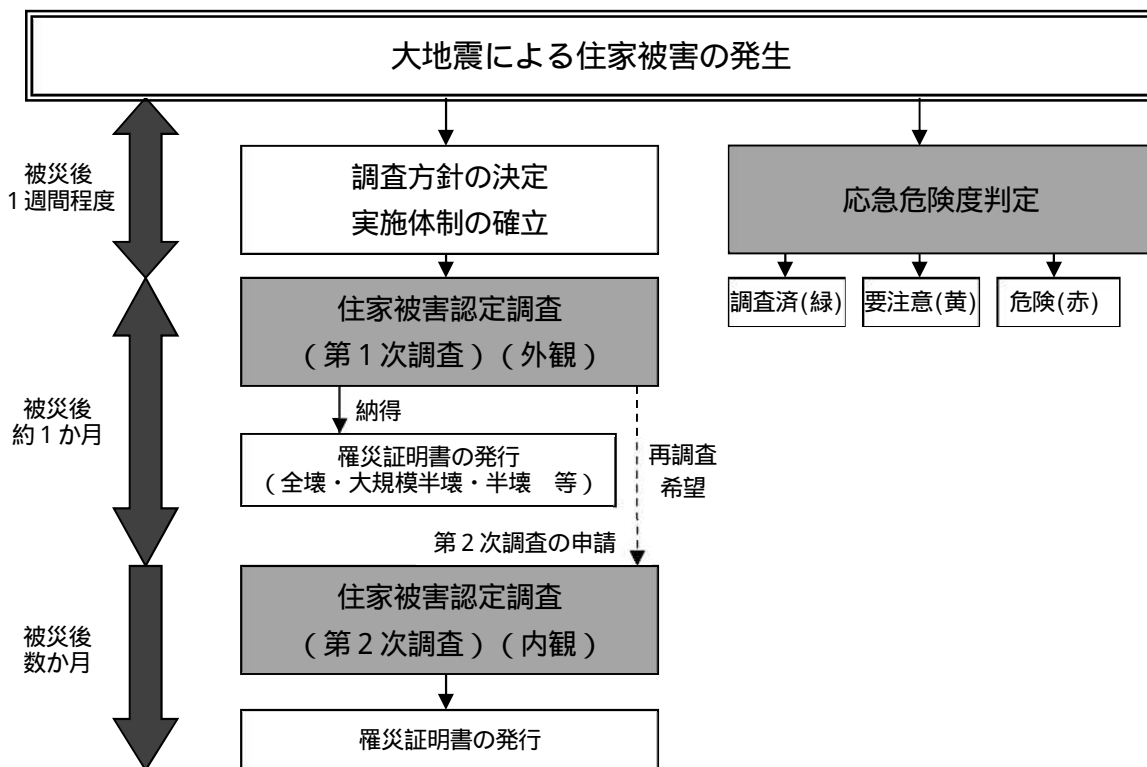 大地震による住家被害の発生
被災後
1週間程度
調査方針の決定
実施体制の確立
応急危険度判定
調査済(緑)
要注意(黄)
危険(赤)
住家被害認定調査
(第1次調査)(外観)
被災後
約1か月
納得
罹災証明書の発行
(全壊・大規模半壊・半壊　等)
再調査
希望
第2次調査の申請
住家被害認定調査
(第2次調査)(内観)
被災後
数か月
罹災証明書の発行